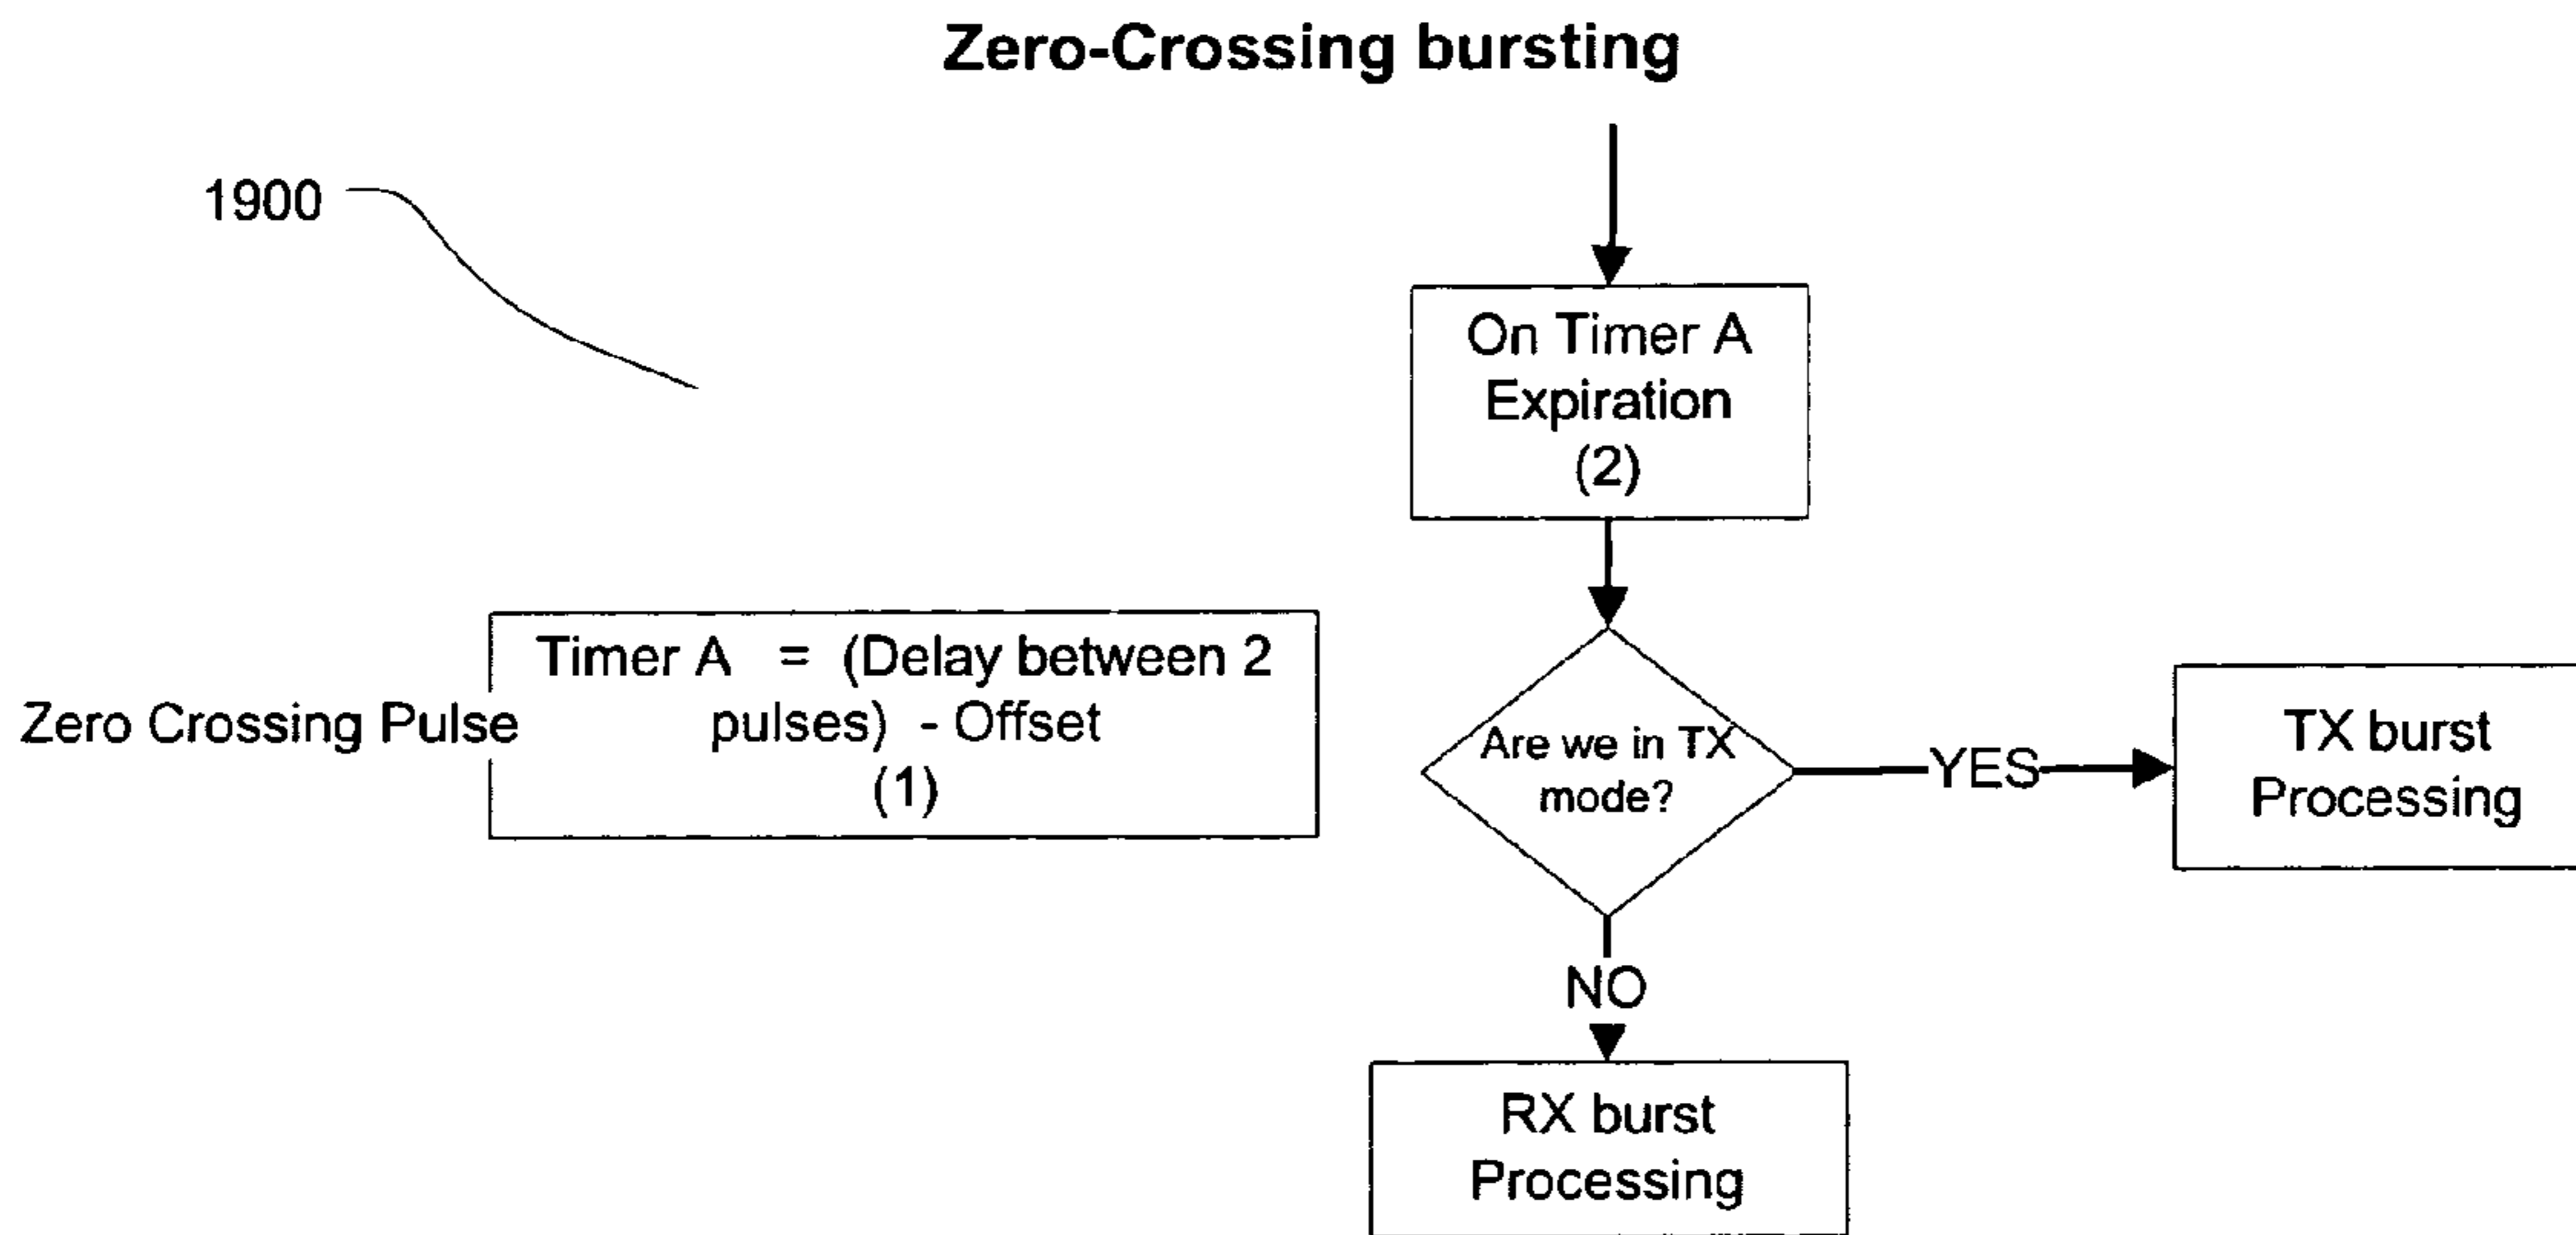 Zero-Crossing bursting
1900
On Timer A
Expiration
(2)
Zero Crossing Pulse
Timer A = (Delay between 2
pulses) - Offset
(1)
Are we in TX
mode?
YES
TX burst
Processing
NO
RX burst
Processing